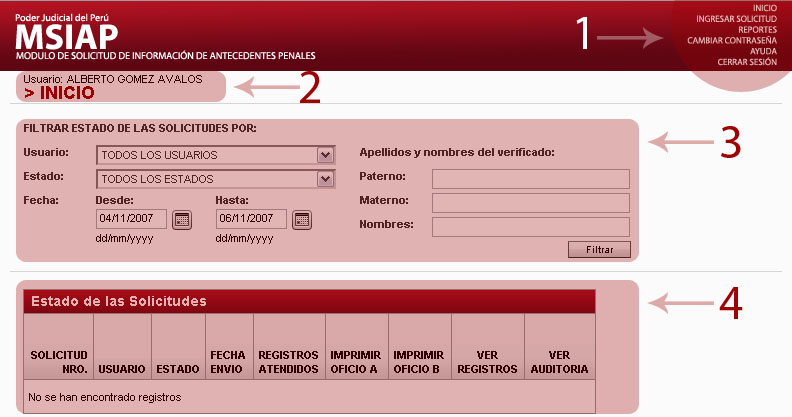 Poder Judicial del Perú
MSIAP
MODULO DE SOLICITUD DE INFORMACIÓN DE ANTECEDENTES PENALES
1
INICIO
INGRESAR SOLICITUD
REPORTES
CAMBIAR CONTRASEÑA
AYUDA
CERRAR SESIÓN
Usuario: ALBERTO GOMEZ AVALOS
> INICIO
2
FILTRAR ESTADO DE LAS SOLICITUDES POR:
3
Usuario: TODOS LOS USUARIOS
Estado: TODOS LOS ESTADOS
Fecha: Desde: Hasta:
04/11/2007 06/11/2007
dd/mm/yyyy dd/mm/yyyy
Apellidos y nombres del verificado:
Paterno:
Materno:
Nombres:
Filtrar
4
Estado de las Solicitudes
SOLICITUD NRO. USUARIO ESTADO FECHA ENVIO REGISTROS ATENDIDOS IMPRIMIR OFICIO A IMPRIMIR OFICIO B VER REGISTROS VER AUDITORIA
No se han encontrado registros